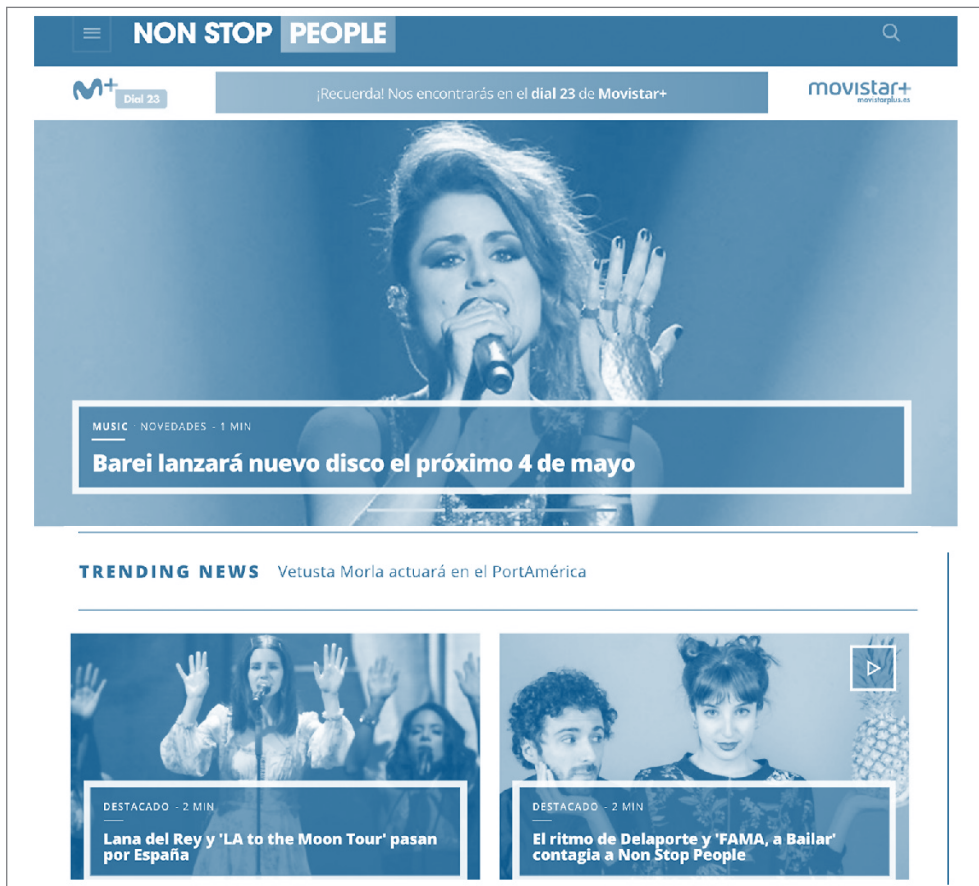 NON STOP PEOPLE
M+ Dial 23
¡Recuerda! Nos encontrarás en el dial 23 de Movistar+
movistar+
movistarplus.es
MUSIC · NOVEDADES - 1 MIN
Barei lanzará nuevo disco el próximo 4 de mayo
TRENDING NEWS Vetusta Morla actuará en el PortAmérica
DESTACADO - 2 MIN
Lana del Rey y 'LA to the Moon Tour' pasan
por España
DESTACADO - 2 MIN
El ritmo de Delaporte y 'FAMA, a Bailar'
contagia a Non Stop People